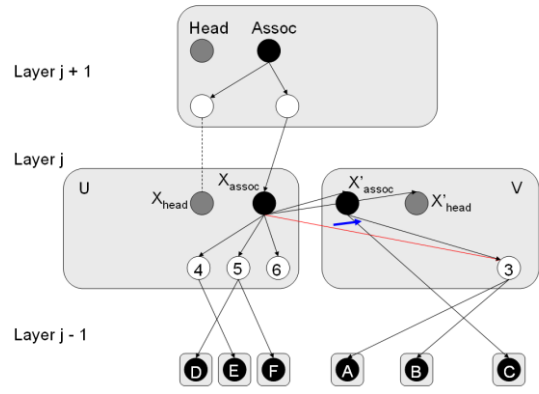 Head Assoc
Layer j + 1
Layer j
U X_assoc X'_assoc V
X_head X'_head
4 5 6 3
Layer j - 1
D E F A B C